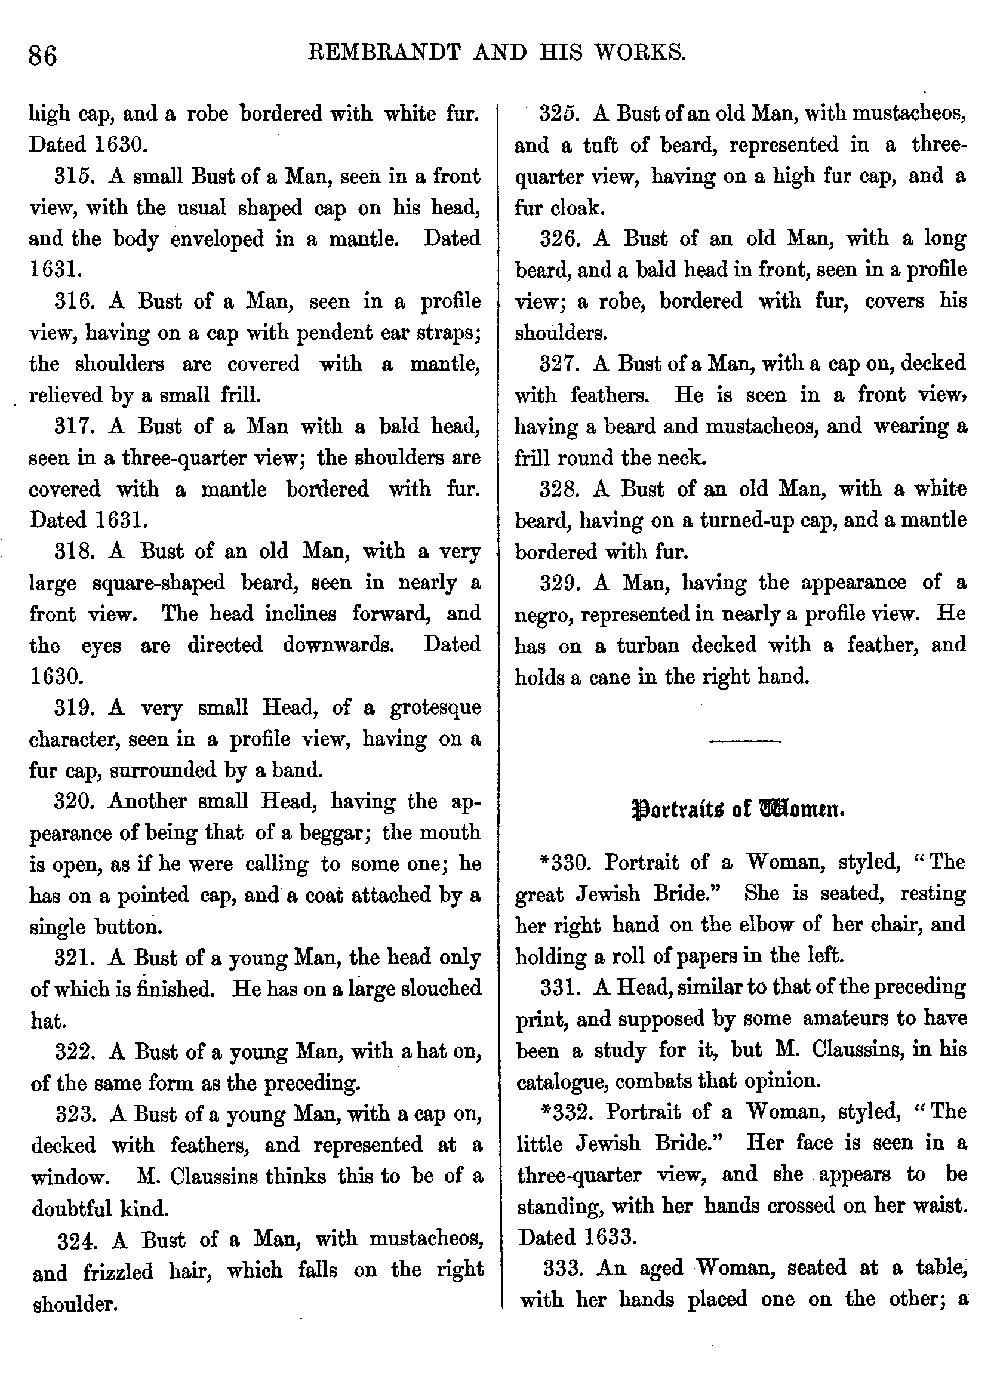 86
REMBRANDT AND HIS WORKS.
high cap, and a robe bordered with white fur.
Dated 1630.
315. A small Bust of a Man, seen in a front
view, with the usual shaped cap on his head,
and the body enveloped in a mantle. Dated
1631.
316. A Bust of a Man, seen in a profile
view, having on a cap with pendent ear straps;
the shoulders are covered with a mantle,
relieved by a small frill.
317. A Bust of a Man with a bald head,
seen in a three-quarter view; the shoulders are
covered with a mantle bordered with fur.
Dated 1631.
318. A Bust of an old Man, with a very
large square-shaped beard, seen in nearly a
front view. The head inclines forward, and
the eyes are directed downwards. Dated
1630.
319. A very small Head, of a grotesque
character, seen in a profile view, having on a
fur cap, surrounded by a band.
320. Another small Head, having the ap-
pearance of being that of a beggar; the mouth
is open, as if he were calling to some one; he
has on a pointed cap, and a coat attached by a
single button.
321. A Bust of a young Man, the head only
of which is finished. He has on a large slouched
hat.
322. A Bust of a young Man, with a hat on,
of the same form as the preceding.
323. A Bust of a young Man, with a cap on,
decked with feathers, and represented at a
window. M. Claussins thinks this to be of a
doubtful kind.
324. A Bust of a Man, with mustacheos,
and frizzled hair, which falls on the right
shoulder.
325. A Bust of an old Man, with mustacheos,
and a tuft of beard, represented in a three-
quarter view, having on a high fur cap, and a
fur cloak.
326. A Bust of an old Man, with a long
beard, and a bald head in front, seen in a profile
view; a robe, bordered with fur, covers his
shoulders.
327. A Bust of a Man, with a cap on, decked
with feathers. He is seen in a front view,
having a beard and mustacheos, and wearing a
frill round the neck.
328. A Bust of an old Man, with a white
beard, having on a turned-up cap, and a mantle
bordered with fur.
329. A Man, having the appearance of a
negro, represented in nearly a profile view. He
has on a turban decked with a feather, and
holds a cane in the right hand.
Portraits of Women.
*330. Portrait of a Woman, styled, "The
great Jewish Bride." She is seated, resting
her right hand on the elbow of her chair, and
holding a roll of papers in the left.
331. A Head, similar to that of the preceding
print, and supposed by some amateurs to have
been a study for it, but M. Claussins, in his
catalogue, combats that opinion.
*332. Portrait of a Woman, styled, "The
little Jewish Bride." Her face is seen in a
three-quarter view, and she appears to be
standing, with her hands crossed on her waist.
Dated 1633.
333. An aged Woman, seated at a table,
with her hands placed one on the other; a